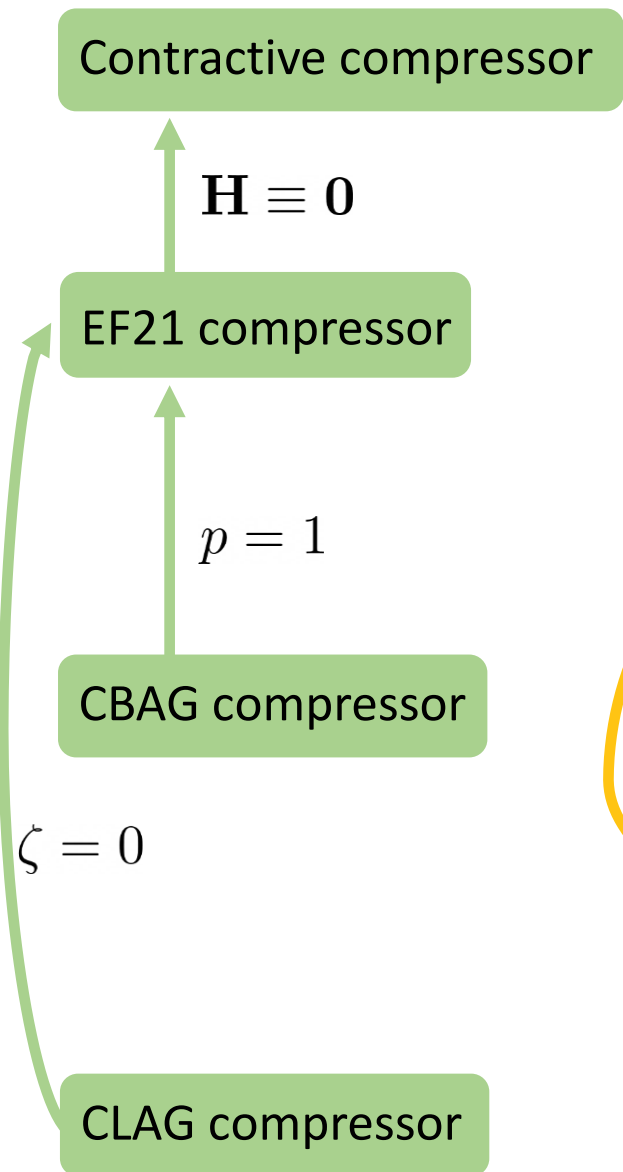 Contractive compressor
H ≡ 0
EF21 compressor
p = 1
CBAG compressor
ζ = 0
CLAG compressor